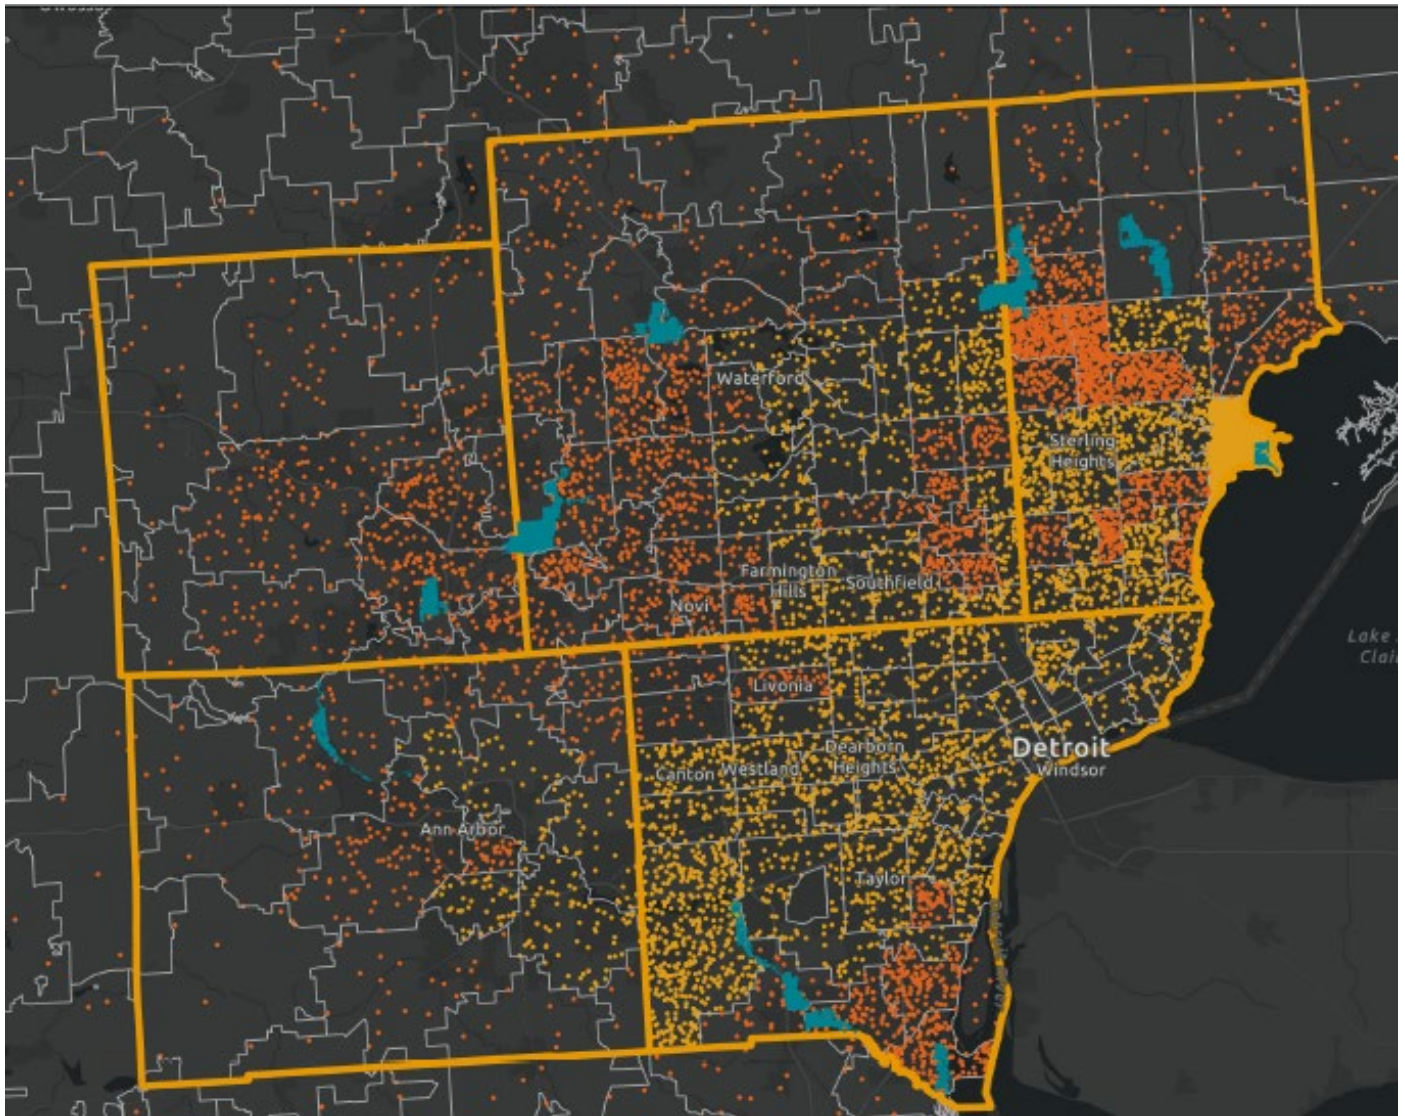 Waterford
Sterling
Heights
Farmington
Hills
Southfield
Novi
Lake
Clai
Livonia
Dearborn
Heights
Detroit
Canton
Westland
Windsor
Ann Arbor
Taylor